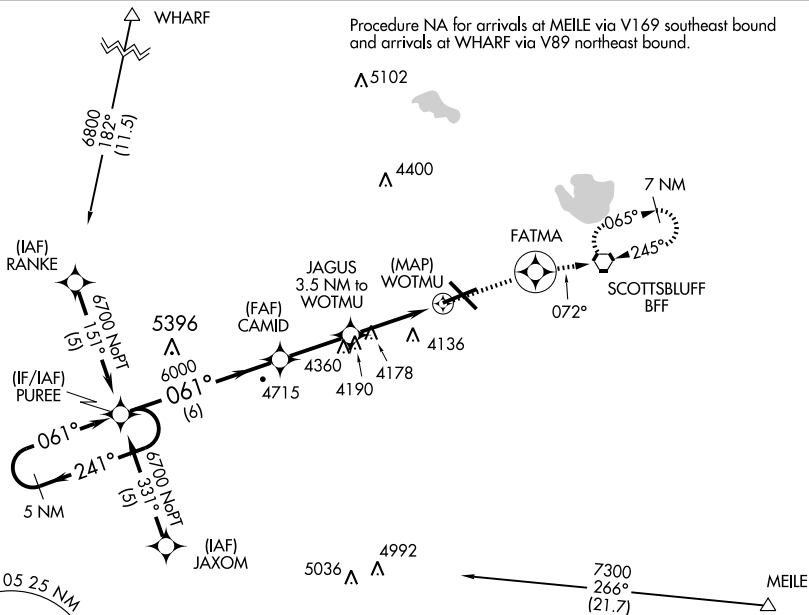 WHARF
Procedure NA for arrivals at MEILE via V169 southeast bound
and arrivals at WHARF via V89 northeast bound.
5102
6800
182°
(11.5)
4400
7 NM
065°
245°
FATMA
(IAF)
RANKE
JAGUS
3.5 NM to
WOTMU
(MAP)
WOTMU
SCOTTSBLUFF
BFF
072°
6700 NoPT
151°
(5)
5396
(FAF)
CAMID
4136
6000
061°
(6)
4715
4360
4190
4178
(IF/IAF)
PUREE
061°
241°
5 NM
6700 NoPT
331°
(5)
(IAF)
JAXOM
5036
4992
7300
266°
(21.7)
MEILE
05 25 NM